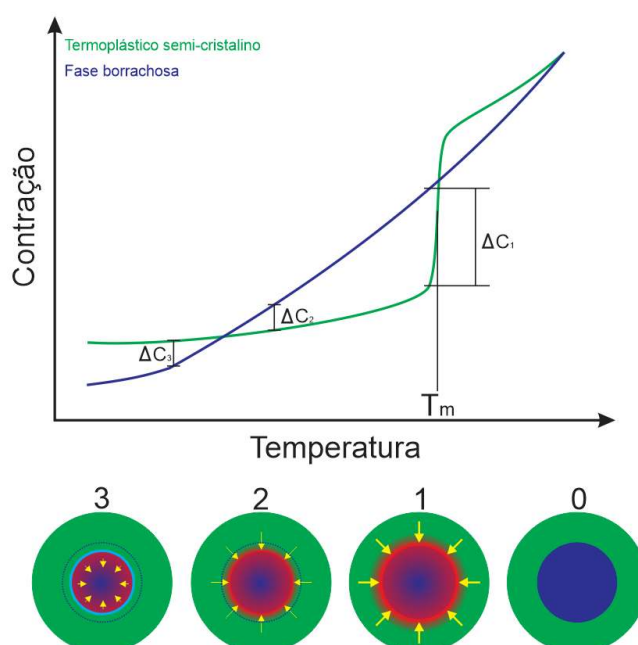 Termoplástico semi-cristalino
Fase borrachosa
Contração
ΔC₁
ΔC₂
ΔC₃
Tm
Temperatura
3 2 1 0